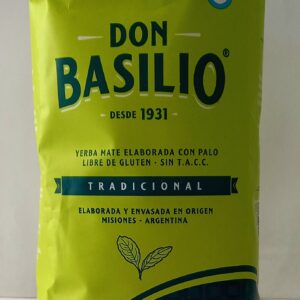 DON
BASILIO®
DESDE 1931
YERBA MATE ELABORADA CON PALO
LIBRE DE GLUTEN - SIN T.A.C.C.
TRADICIONAL
ELABORADA Y ENVASADA EN ORIGEN
MISIONES - ARGENTINA